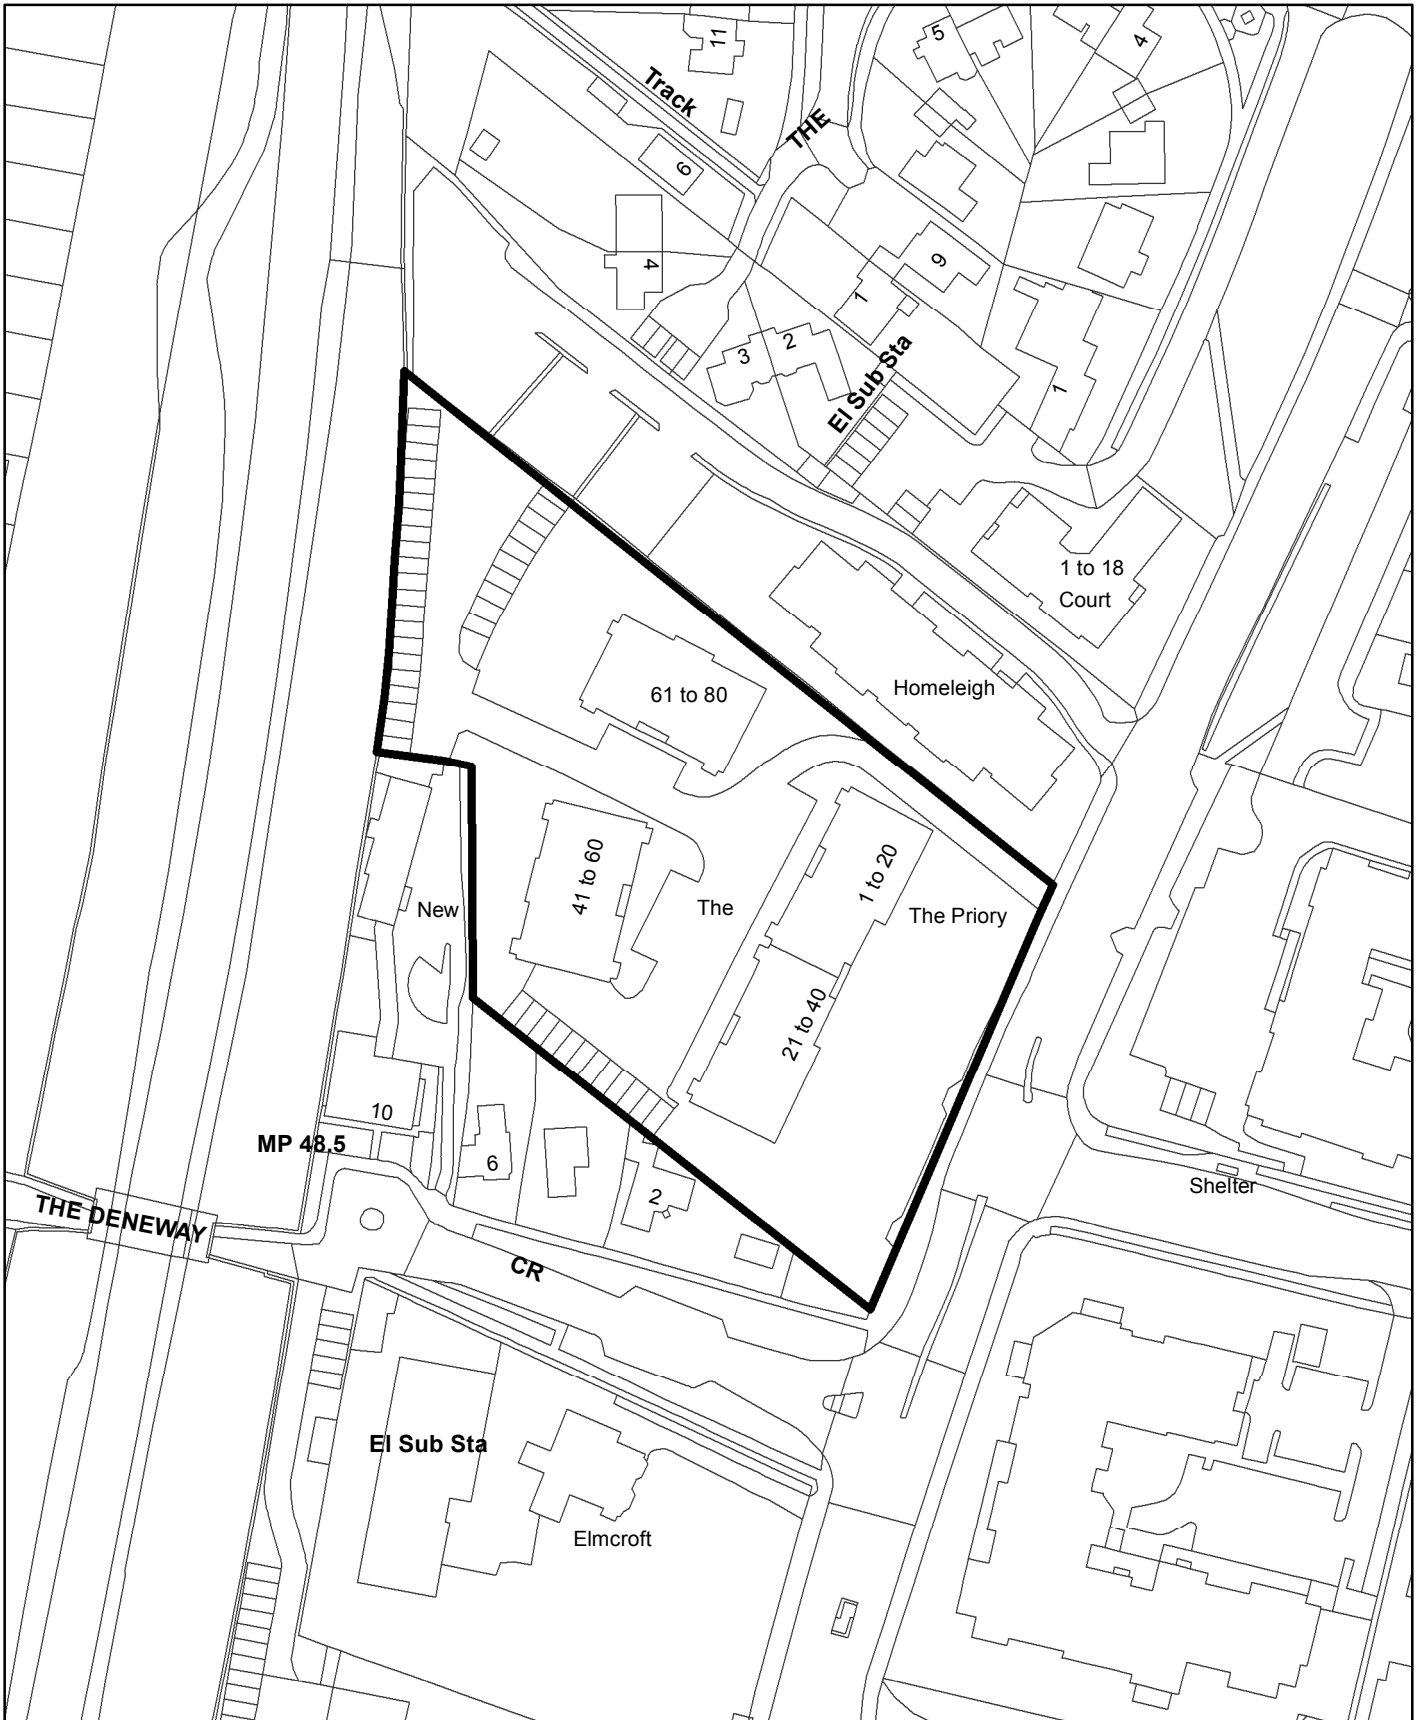 11
5
4
Track
THE
6
4
9
1
3
2
El Sub Sta
1
1 to 18
Court
Homeleigh
61 to 80
41 to 60
1 to 20
New
The
The Priory
21 to 40
10
MP 48.5
6
2
Shelter
THE DENEWAY
CR
El Sub Sta
Elmcroft